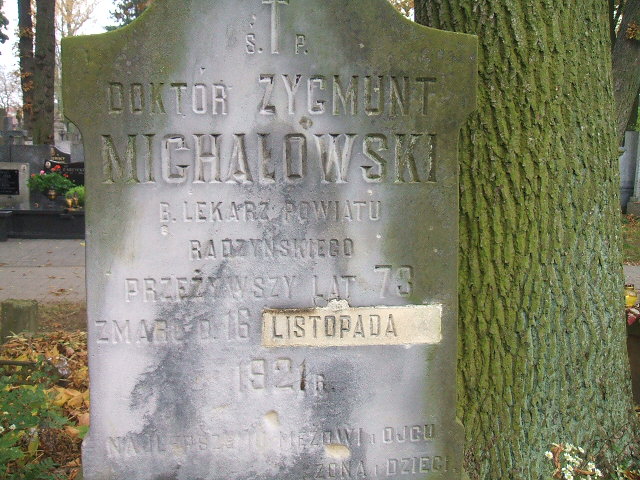 Ś. † P.
DOKTÓR ZYGMUNT
MICHAŁOWSKI
B. LEKARZ POWIATU
RADZYŃSKIEGO
PRZEŻYWSZY LAT 73
ZMARŁ D 16 LISTOPADA
1921 R.
NAJLEPSZEMU MĘŻOWI I OJCU
ŻONA I DZIECI